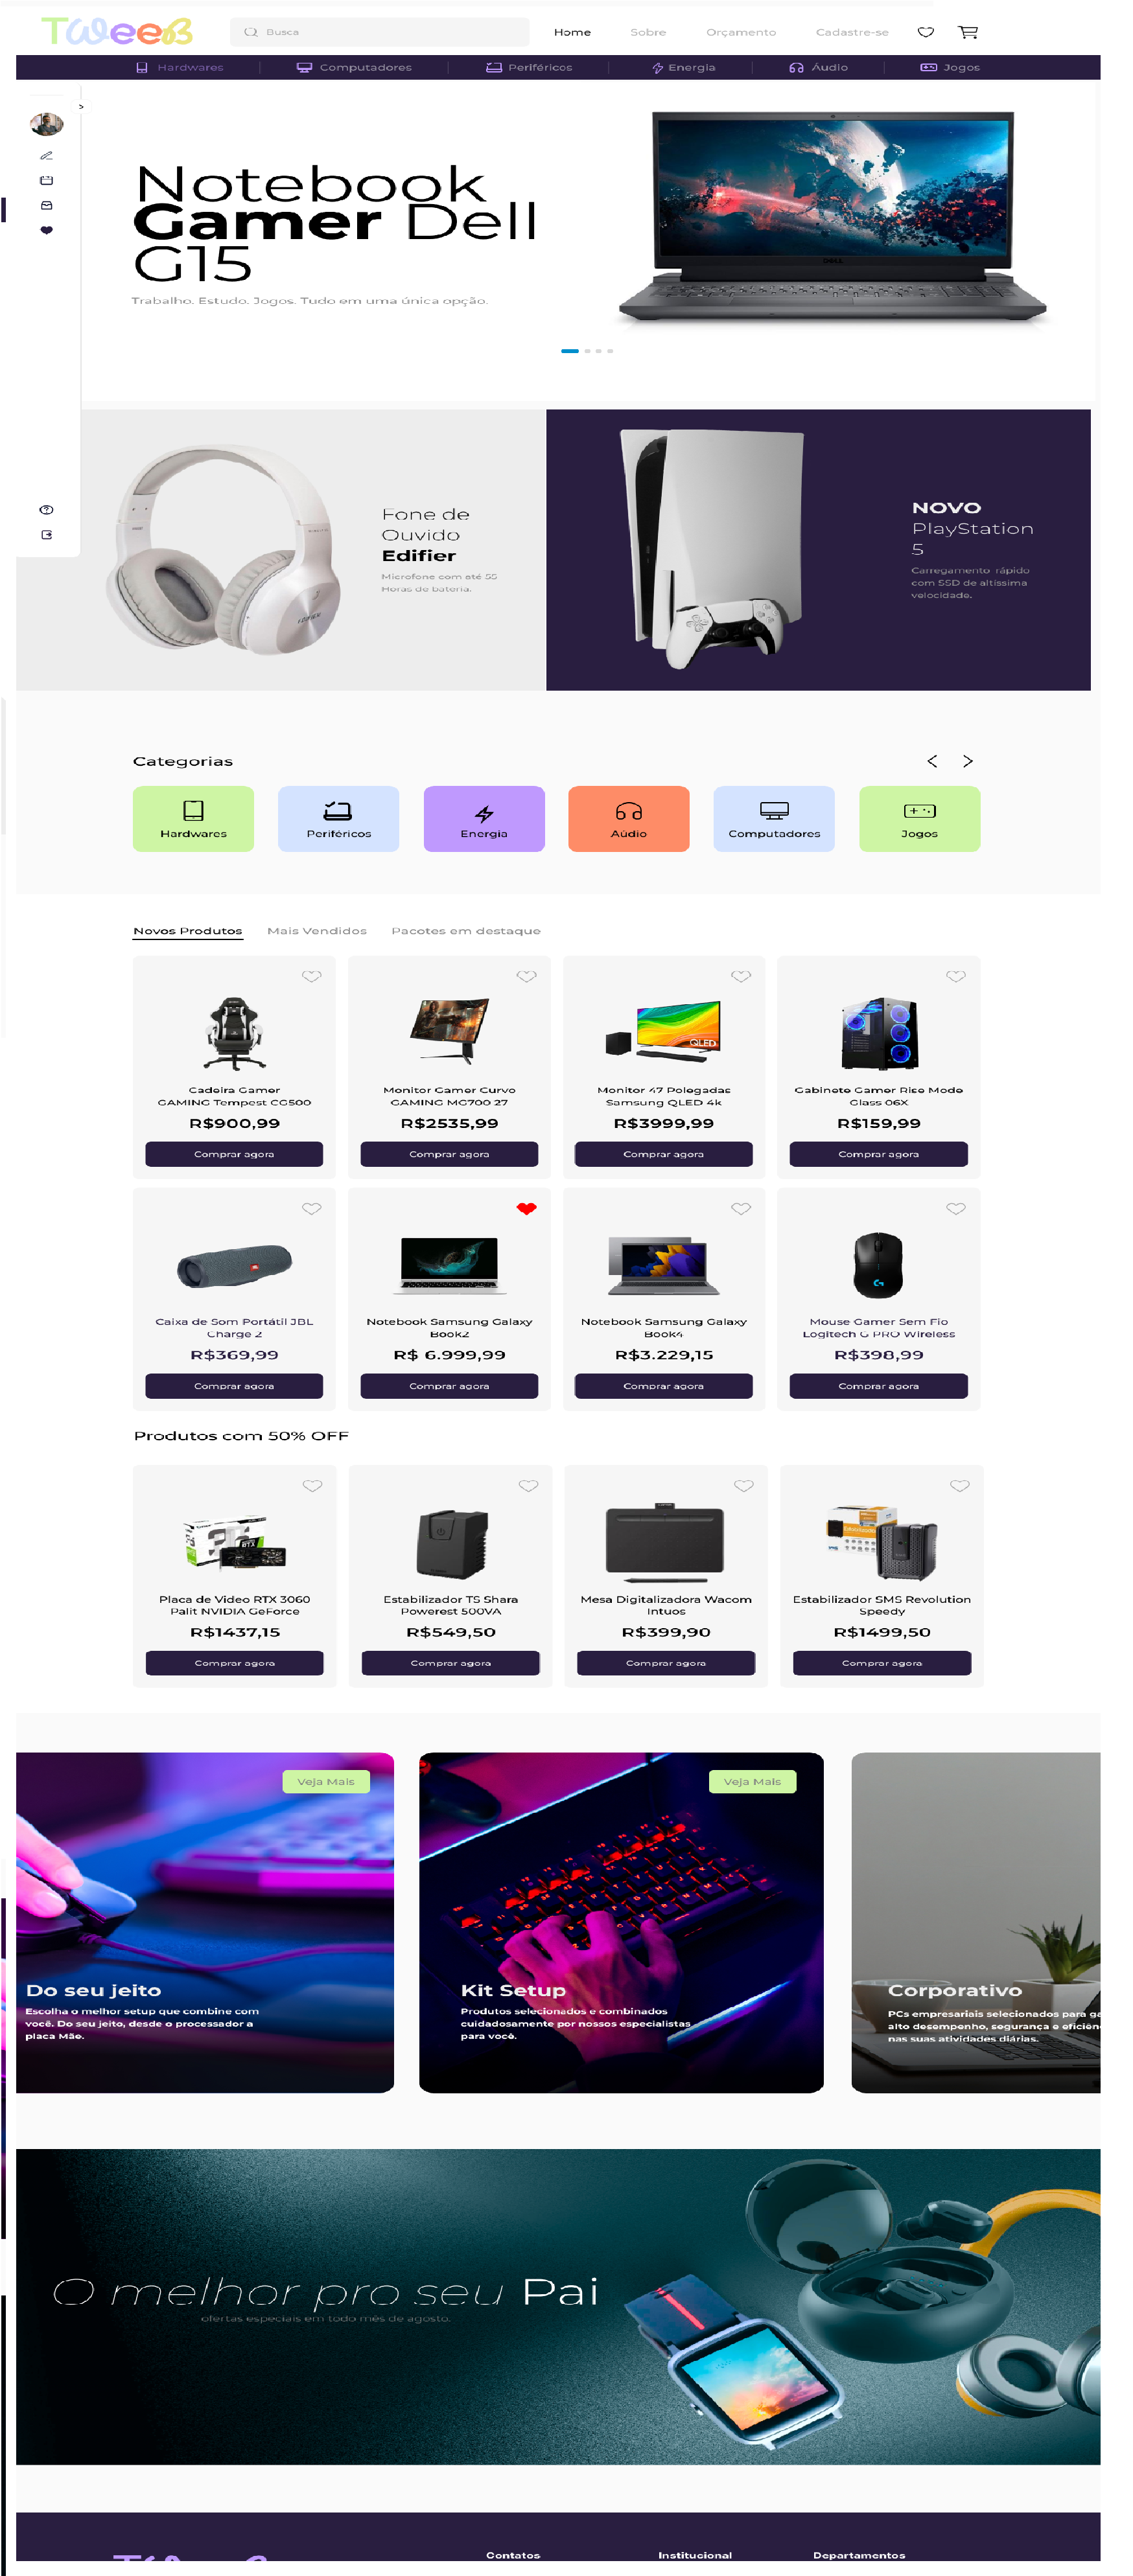 TWeeB
Busca
Home
Sobre
Orçamento
Cadastre-se
Hardwares
Computadores
Periféricos
Energia
Áudio
Jogos
>
Notebook
Gamer Dell
G15
Trabalho. Estudo. Jogos. Tudo em uma única opção.
DELL
Fone de
Ouvido
Edifier
Microfone com até 55
Horas de bateria.
EDIFIER
NOVO
PlayStation
5
Carregamento rápido
com SSD de altíssima
velocidade.
Categorias
Hardwares
Periféricos
Energia
Aúdio
Computadores
Jogos
Novos Produtos
Mais Vendidos
Pacotes em destaque
Cadeira Gamer
GAMING Tempest CG500
R$900,99
Comprar agora
Monitor Gamer Curvo
GAMING MG700 27
R$2535,99
Comprar agora
QLED
Monitor 47 Polegadas
Samsung QLED 4k
R$3999,99
Comprar agora
Gabinete Gamer Rise Mode
Glass 06X
R$159,99
Comprar agora
JBL
Caixa de Som Portátil JBL
Charge 2
R$369,99
Comprar agora
Notebook Samsung Galaxy
Book2
R$ 6.999,99
Comprar agora
Notebook Samsung Galaxy
Book4
R$3.229,15
Comprar agora
G
Mouse Gamer Sem Fio
Logitech G PRO Wireless
R$398,99
Comprar agora
Produtos com 50% OFF
RTX
Placa de Video RTX 3060
Palit NVIDIA GeForce
R$1437,15
Comprar agora
Estabilizador TS Shara
Powerest 500VA
R$549,50
Comprar agora
Mesa Digitalizadora Wacom
Intuos
R$399,90
Comprar agora
Estabilizador SMS Revolution
Speedy
R$1499,50
Comprar agora
Veja Mais
Do seu jeito
Escolha o melhor setup que combine com
você. Do seu jeito, desde o processador a
placa Mãe.
Veja Mais
Kit Setup
Produtos selecionados e combinados
cuidadosamente por nossos especialistas
para você.
Corporativo
PCs empresariais selecionados para ga
alto desempenho, segurança e eficiên
nas suas atividades diárias.
O melhor pro seu Pai
ofertas especiais em todo mês de agosto.
Contatos
Institucional
Departamentos